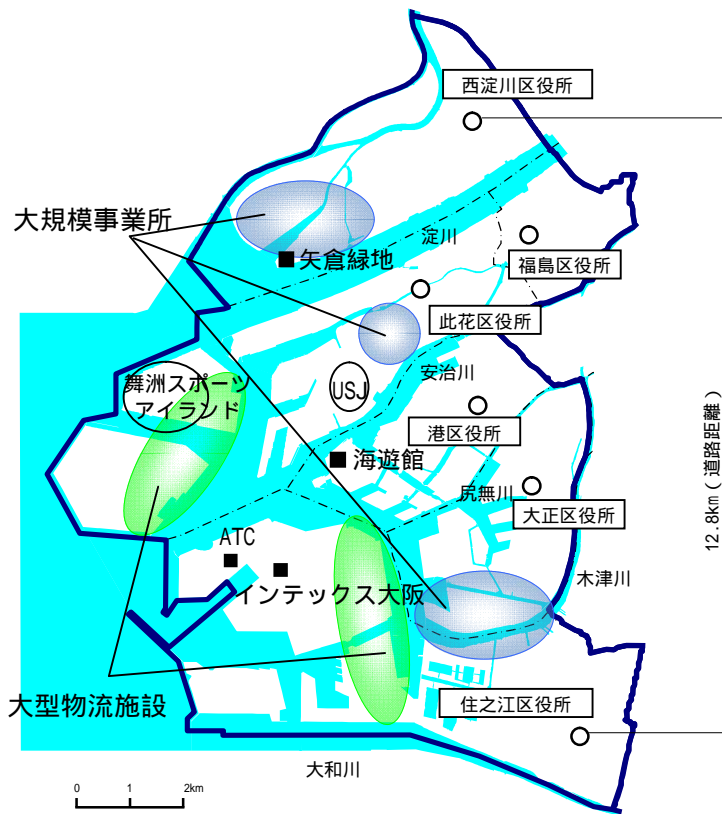 西淀川区役所
大規模事業所
淀川
矢倉緑地
福島区役所
此花区役所
舞洲スポーツ
アイランド
USJ
安治川
港区役所
海遊館
尻無川
大正区役所
12.8km(道路距離)
ATC
インテックス大阪
木津川
大型物流施設
住之江区役所
大和川
0 1 2km